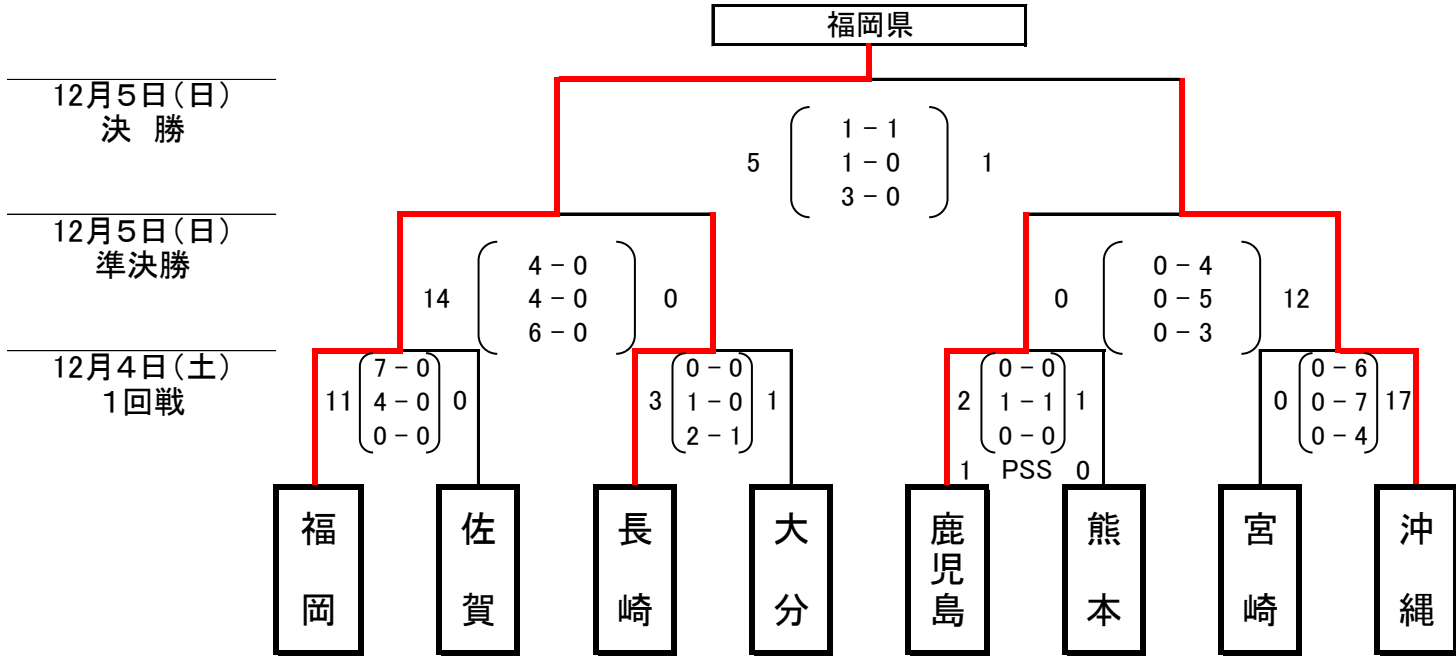 福岡県
12月5日(日)
決 勝
1 - 1
5 1 - 0 1
3 - 0
12月5日(日)
準決勝
4 - 0 0 - 4
14 4 - 0 0 0 0 - 5 12
6 - 0 0 - 3
12月4日(土)
1回戦
7 - 0 0 - 0 0 - 0 0 - 6
11 4 - 0 0 3 1 - 0 1 2 1 - 1 1 0 0 - 7 17
0 - 0 2 - 1 0 - 0 0 - 4
1 PSS 0
福岡 佐賀 長崎 大分 鹿児島 熊本 宮崎 沖縄